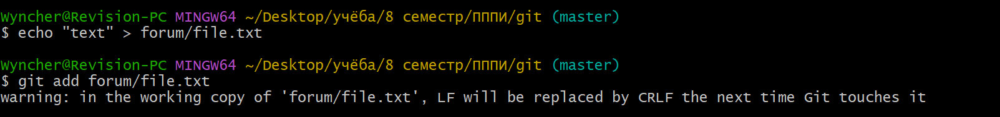 Wyncher@Revision-PC MINGW64 ~/Desktop/учёба/8 семестр/ПППИ/git (master)
$ echo "text" > forum/file.txt
Wyncher@Revision-PC MINGW64 ~/Desktop/учёба/8 семестр/ПППИ/git (master)
$ git add forum/file.txt
warning: in the working copy of 'forum/file.txt', LF will be replaced by CRLF the next time Git touches it